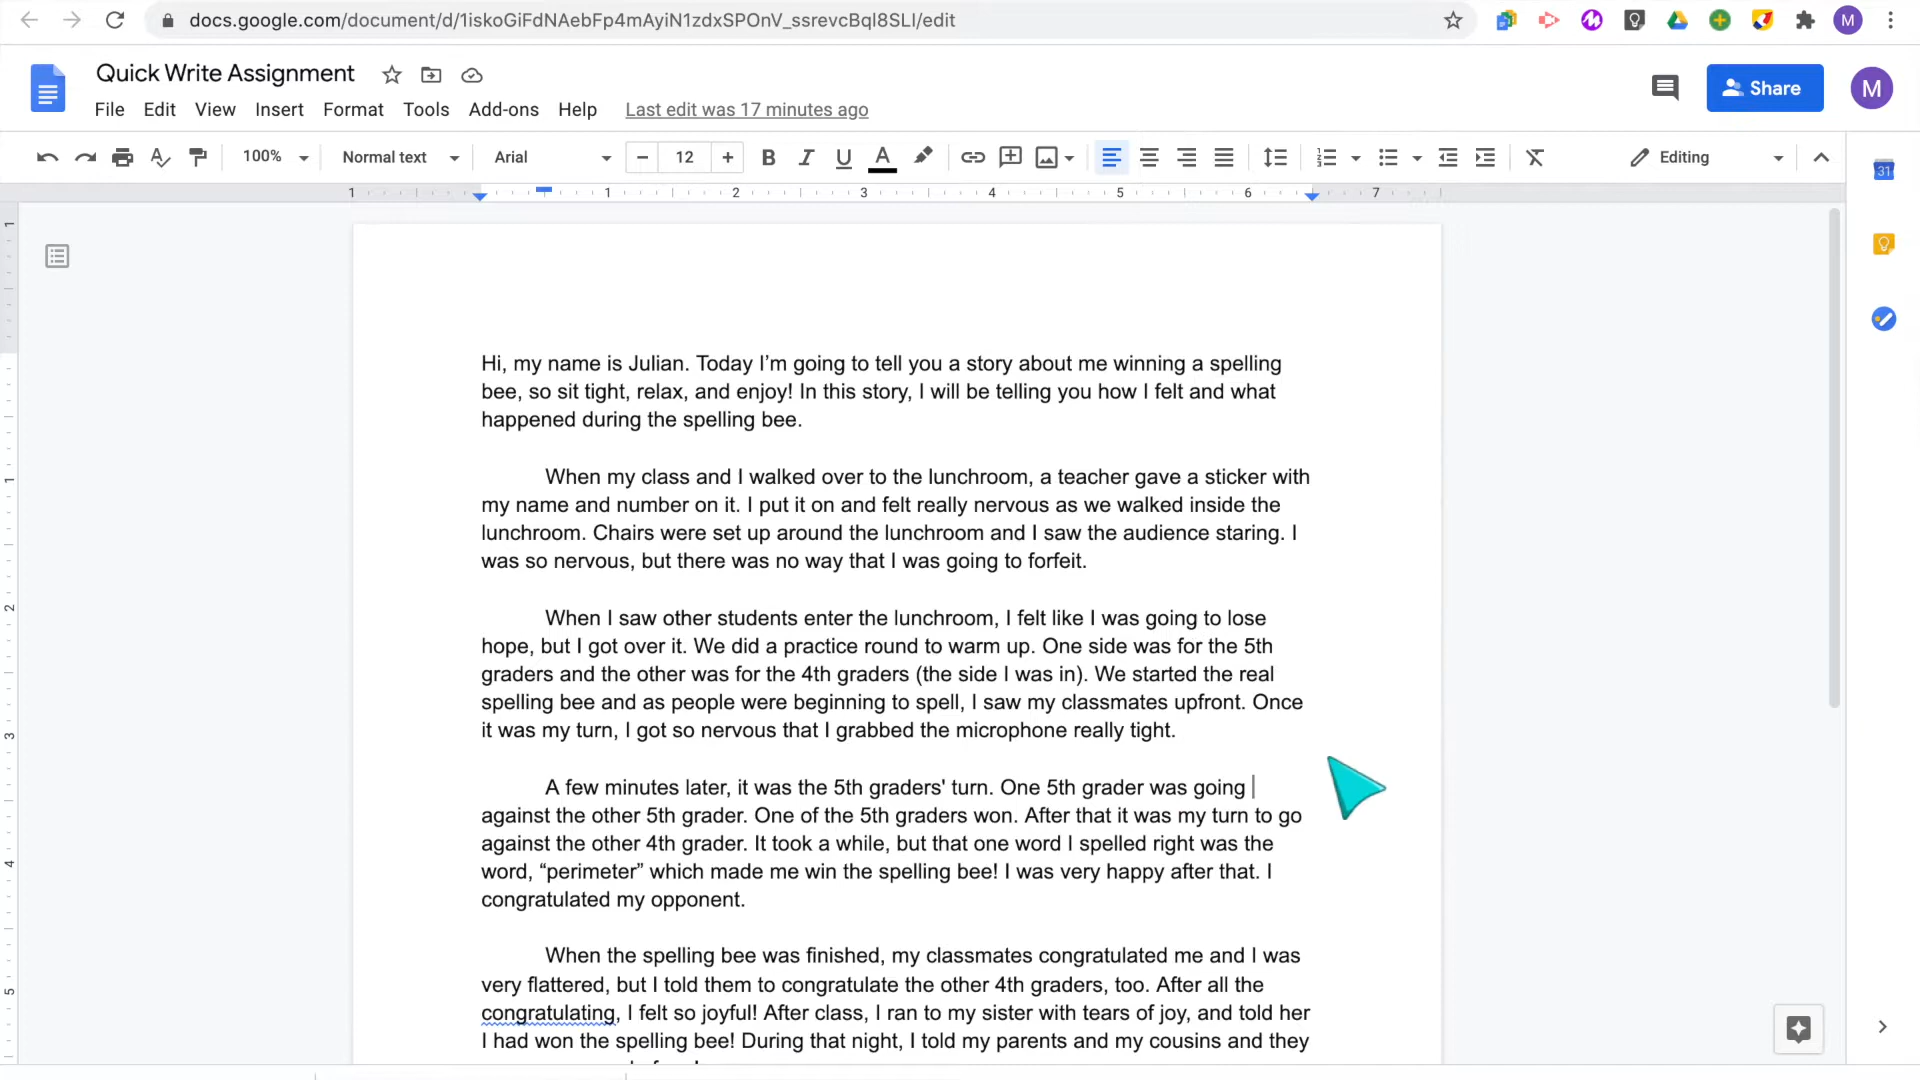 docs.google.com/document/d/1iskoGiFdNAebFp4mAyiN1zdxSPOnV_ssrevcBql8SLI/edit
M
Quick Write Assignment
File Edit View Insert Format Tools Add-ons Help Last edit was 17 minutes ago
Share
M
100% Normal text Arial 12 B I U A Editing
31
1 1 2 3 4 5 6 7
Hi, my name is Julian. Today I’m going to tell you a story about me winning a spelling
bee, so sit tight, relax, and enjoy! In this story, I will be telling you how I felt and what
happened during the spelling bee.
When my class and I walked over to the lunchroom, a teacher gave a sticker with
my name and number on it. I put it on and felt really nervous as we walked inside the
lunchroom. Chairs were set up around the lunchroom and I saw the audience staring. I
was so nervous, but there was no way that I was going to forfeit.
When I saw other students enter the lunchroom, I felt like I was going to lose
hope, but I got over it. We did a practice round to warm up. One side was for the 5th
graders and the other was for the 4th graders (the side I was in). We started the real
spelling bee and as people were beginning to spell, I saw my classmates upfront. Once
it was my turn, I got so nervous that I grabbed the microphone really tight.
A few minutes later, it was the 5th graders' turn. One 5th grader was going
against the other 5th grader. One of the 5th graders won. After that it was my turn to go
against the other 4th grader. It took a while, but that one word I spelled right was the
word, “perimeter” which made me win the spelling bee! I was very happy after that. I
congratulated my opponent.
When the spelling bee was finished, my classmates congratulated me and I was
very flattered, but I told them to congratulate the other 4th graders, too. After all the
congratulating, I felt so joyful! After class, I ran to my sister with tears of joy, and told her
I had won the spelling bee! During that night, I told my parents and my cousins and they
1
1
2
3
4
5